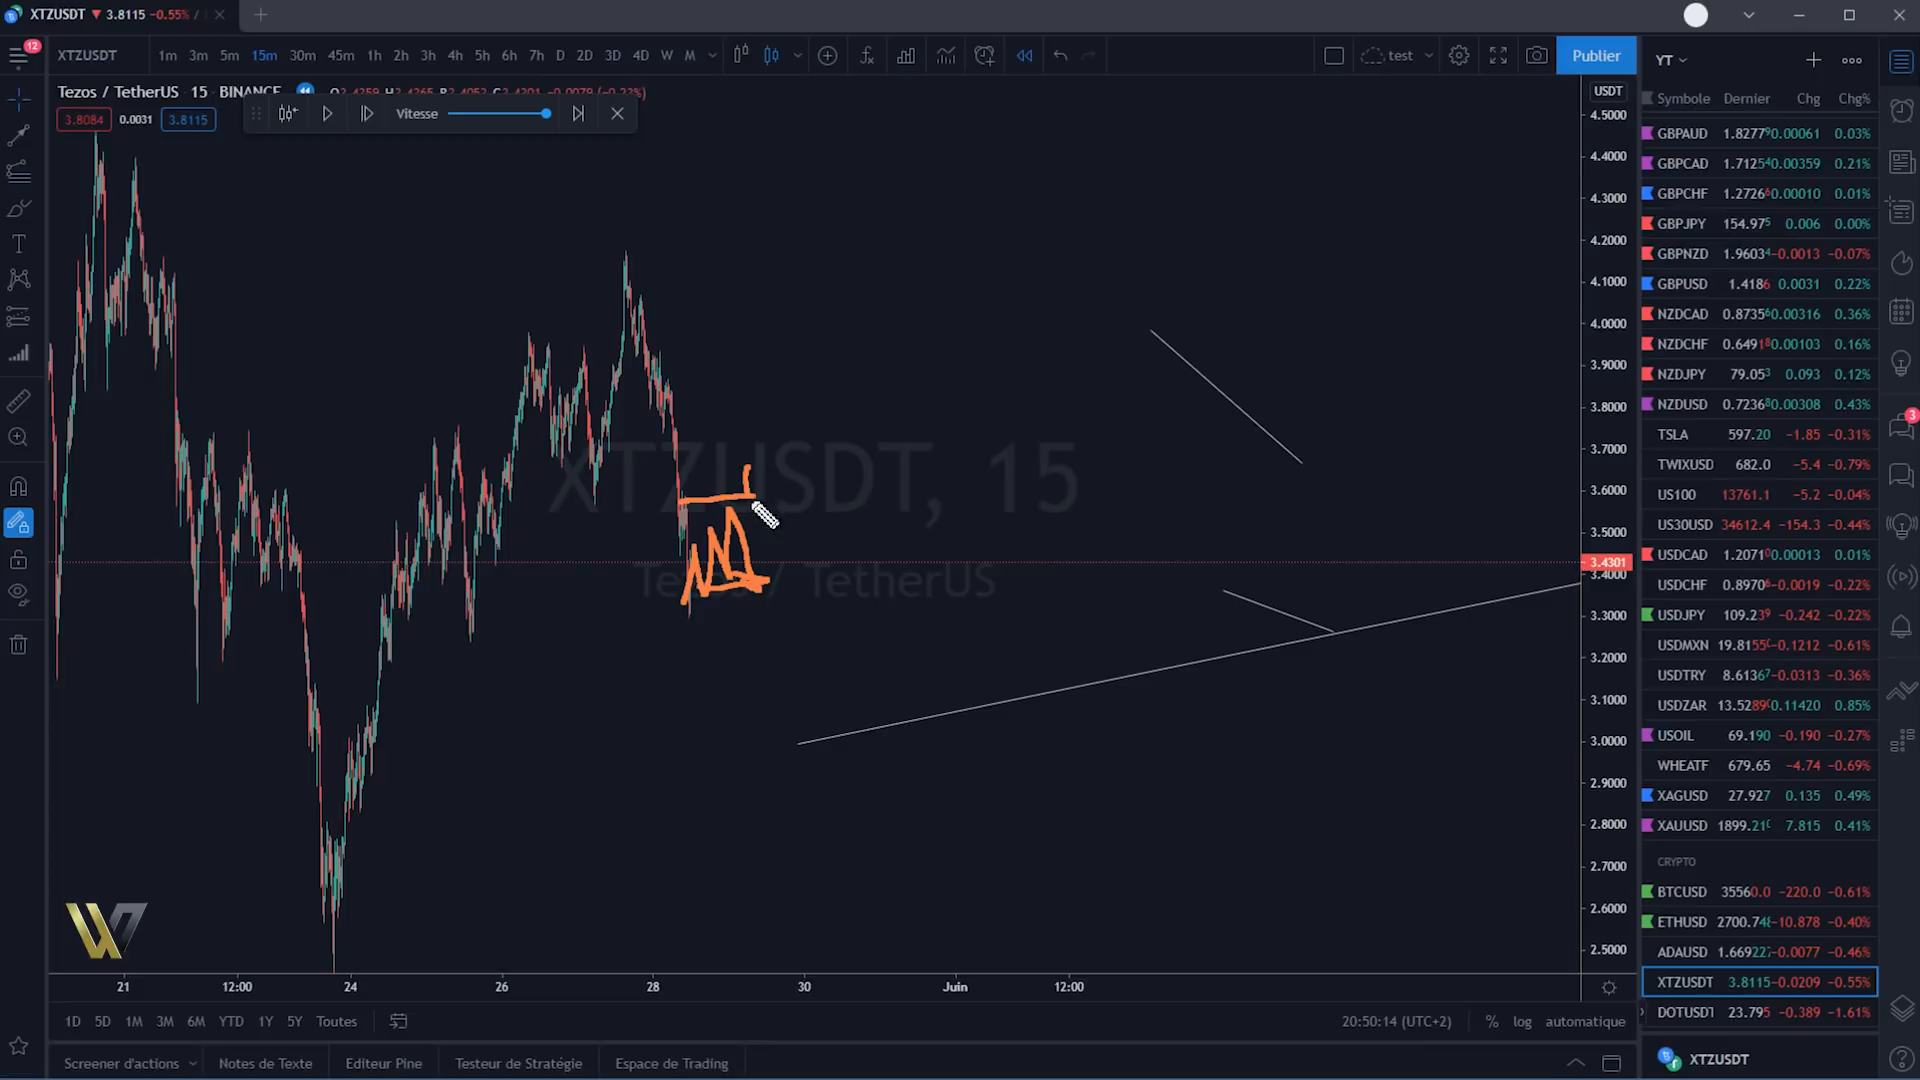 XTZUSDT ▼ 3.8115 −0.55% /
12
XTZUSDT 1m 3m 5m 15m 30m 45m 1h 2h 3h 4h 5h 6h 7h D 2D 3D 4D W M test Publier
Tezos / TetherUS 15 BINANCE
3.8084 0.0031 3.8115
Vitesse
XTZUSDT, 15
Tezos / TetherUS
USDT
4.5000
4.4000
4.3000
4.2000
4.1000
4.0000
3.9000
3.8000
3.7000
3.6000
3.5000
3.4301
3.4000
3.3000
3.2000
3.1000
3.0000
2.9000
2.8000
2.7000
2.6000
2.5000
21 12:00 24 26 28 30 Juin 12:00
1D 5D 1M 3M 6M YTD 1Y 5Y Toutes
20:50:14 (UTC+2) % log automatique
Screener d'actions Notes de Texte Editeur Pine Testeur de Stratégie Espace de Trading
YT
Symbole Dernier Chg Chg%
GBPAUD 1.82779 0.00061 0.03%
GBPCAD 1.71254 0.00359 0.21%
GBPCHF 1.27266 0.00010 0.01%
GBPJPY 154.975 0.006 0.00%
GBPNZD 1.96034 −0.0013 −0.07%
GBPUSD 1.4186 0.0031 0.22%
NZDCAD 0.87356 0.00316 0.36%
NZDCHF 0.64918 0.00103 0.16%
NZDJPY 79.053 0.093 0.12%
NZDUSD 0.72368 0.00308 0.43%
TSLA 597.20 −1.85 −0.31%
TWIXUSD 682.0 −5.4 −0.79%
US100 13761.1 −5.2 −0.04%
US30USD 34612.4 −154.3 −0.44%
USDCAD 1.20710 0.00013 0.01%
USDCHF 0.89706 −0.0019 −0.22%
USDJPY 109.239 −0.242 −0.22%
USDMXN 19.8155 −0.1212 −0.61%
USDTRY 8.61367 −0.0313 −0.36%
USDZAR 13.5289 0.11420 0.85%
USOIL 69.190 −0.190 −0.27%
WHEATF 679.65 −4.74 −0.69%
XAGUSD 27.927 0.135 0.49%
XAUUSD 1899.21 7.815 0.41%
CRYPTO
BTCUSD 35560.0 −220.0 −0.61%
ETHUSD 2700.74 −10.878 −0.40%
ADAUSD 1.66922 −0.0077 −0.46%
XTZUSDT 3.8115 −0.0209 −0.55%
DOTUSDT 23.795 −0.389 −1.61%
XTZUSDT
3